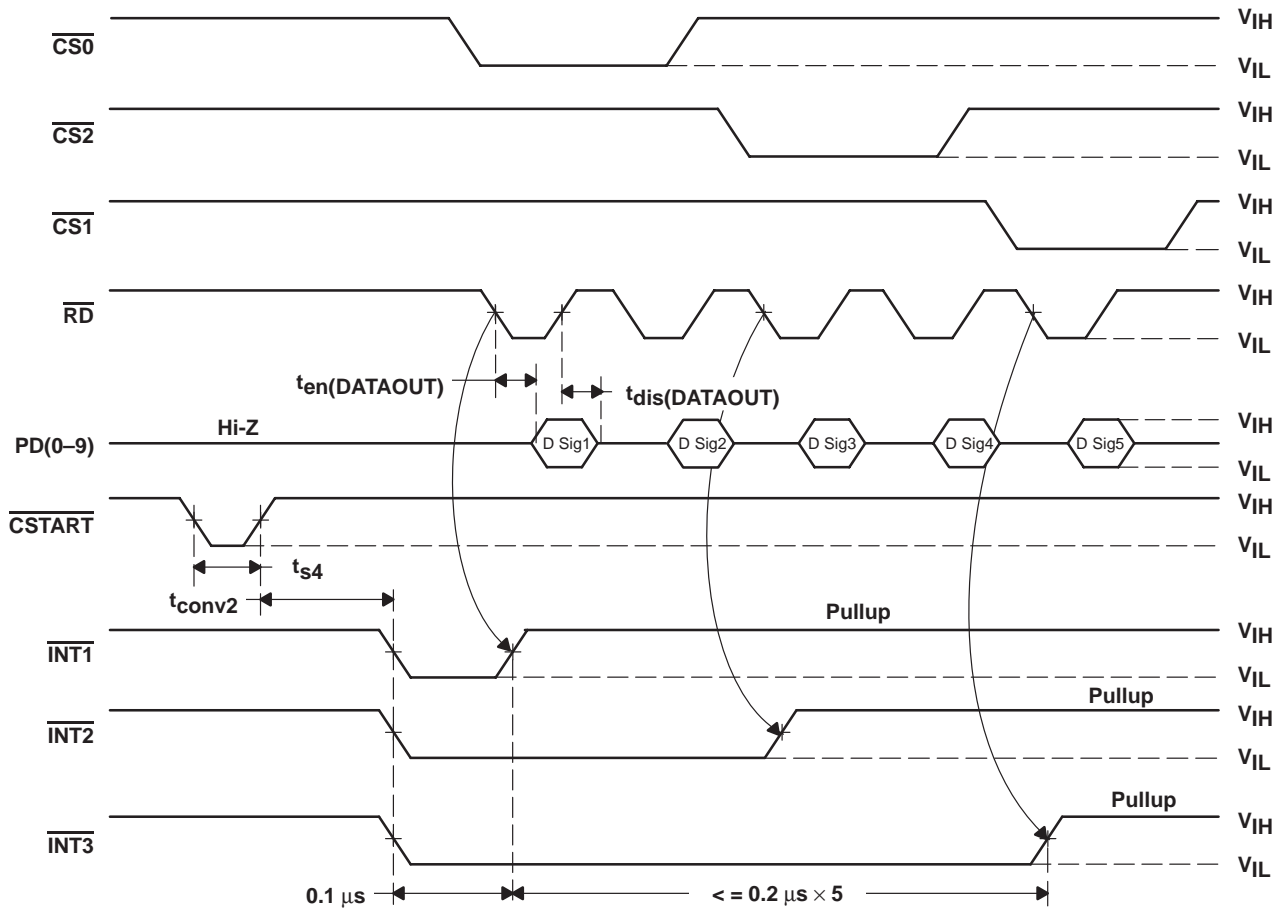 CS0
VIH
VIL
CS2
VIH
VIL
CS1
VIH
VIL
RD
VIH
VIL
ten(DATAOUT)
tdis(DATAOUT)
PD(0–9)
Hi-Z
D Sig1
D Sig2
D Sig3
D Sig4
D Sig5
VIH
VIL
CSTART
VIH
VIL
ts4
tconv2
INT1
Pullup
VIH
VIL
INT2
Pullup
VIH
VIL
INT3
Pullup
VIH
VIL
0.1 μs
< = 0.2 μs × 5